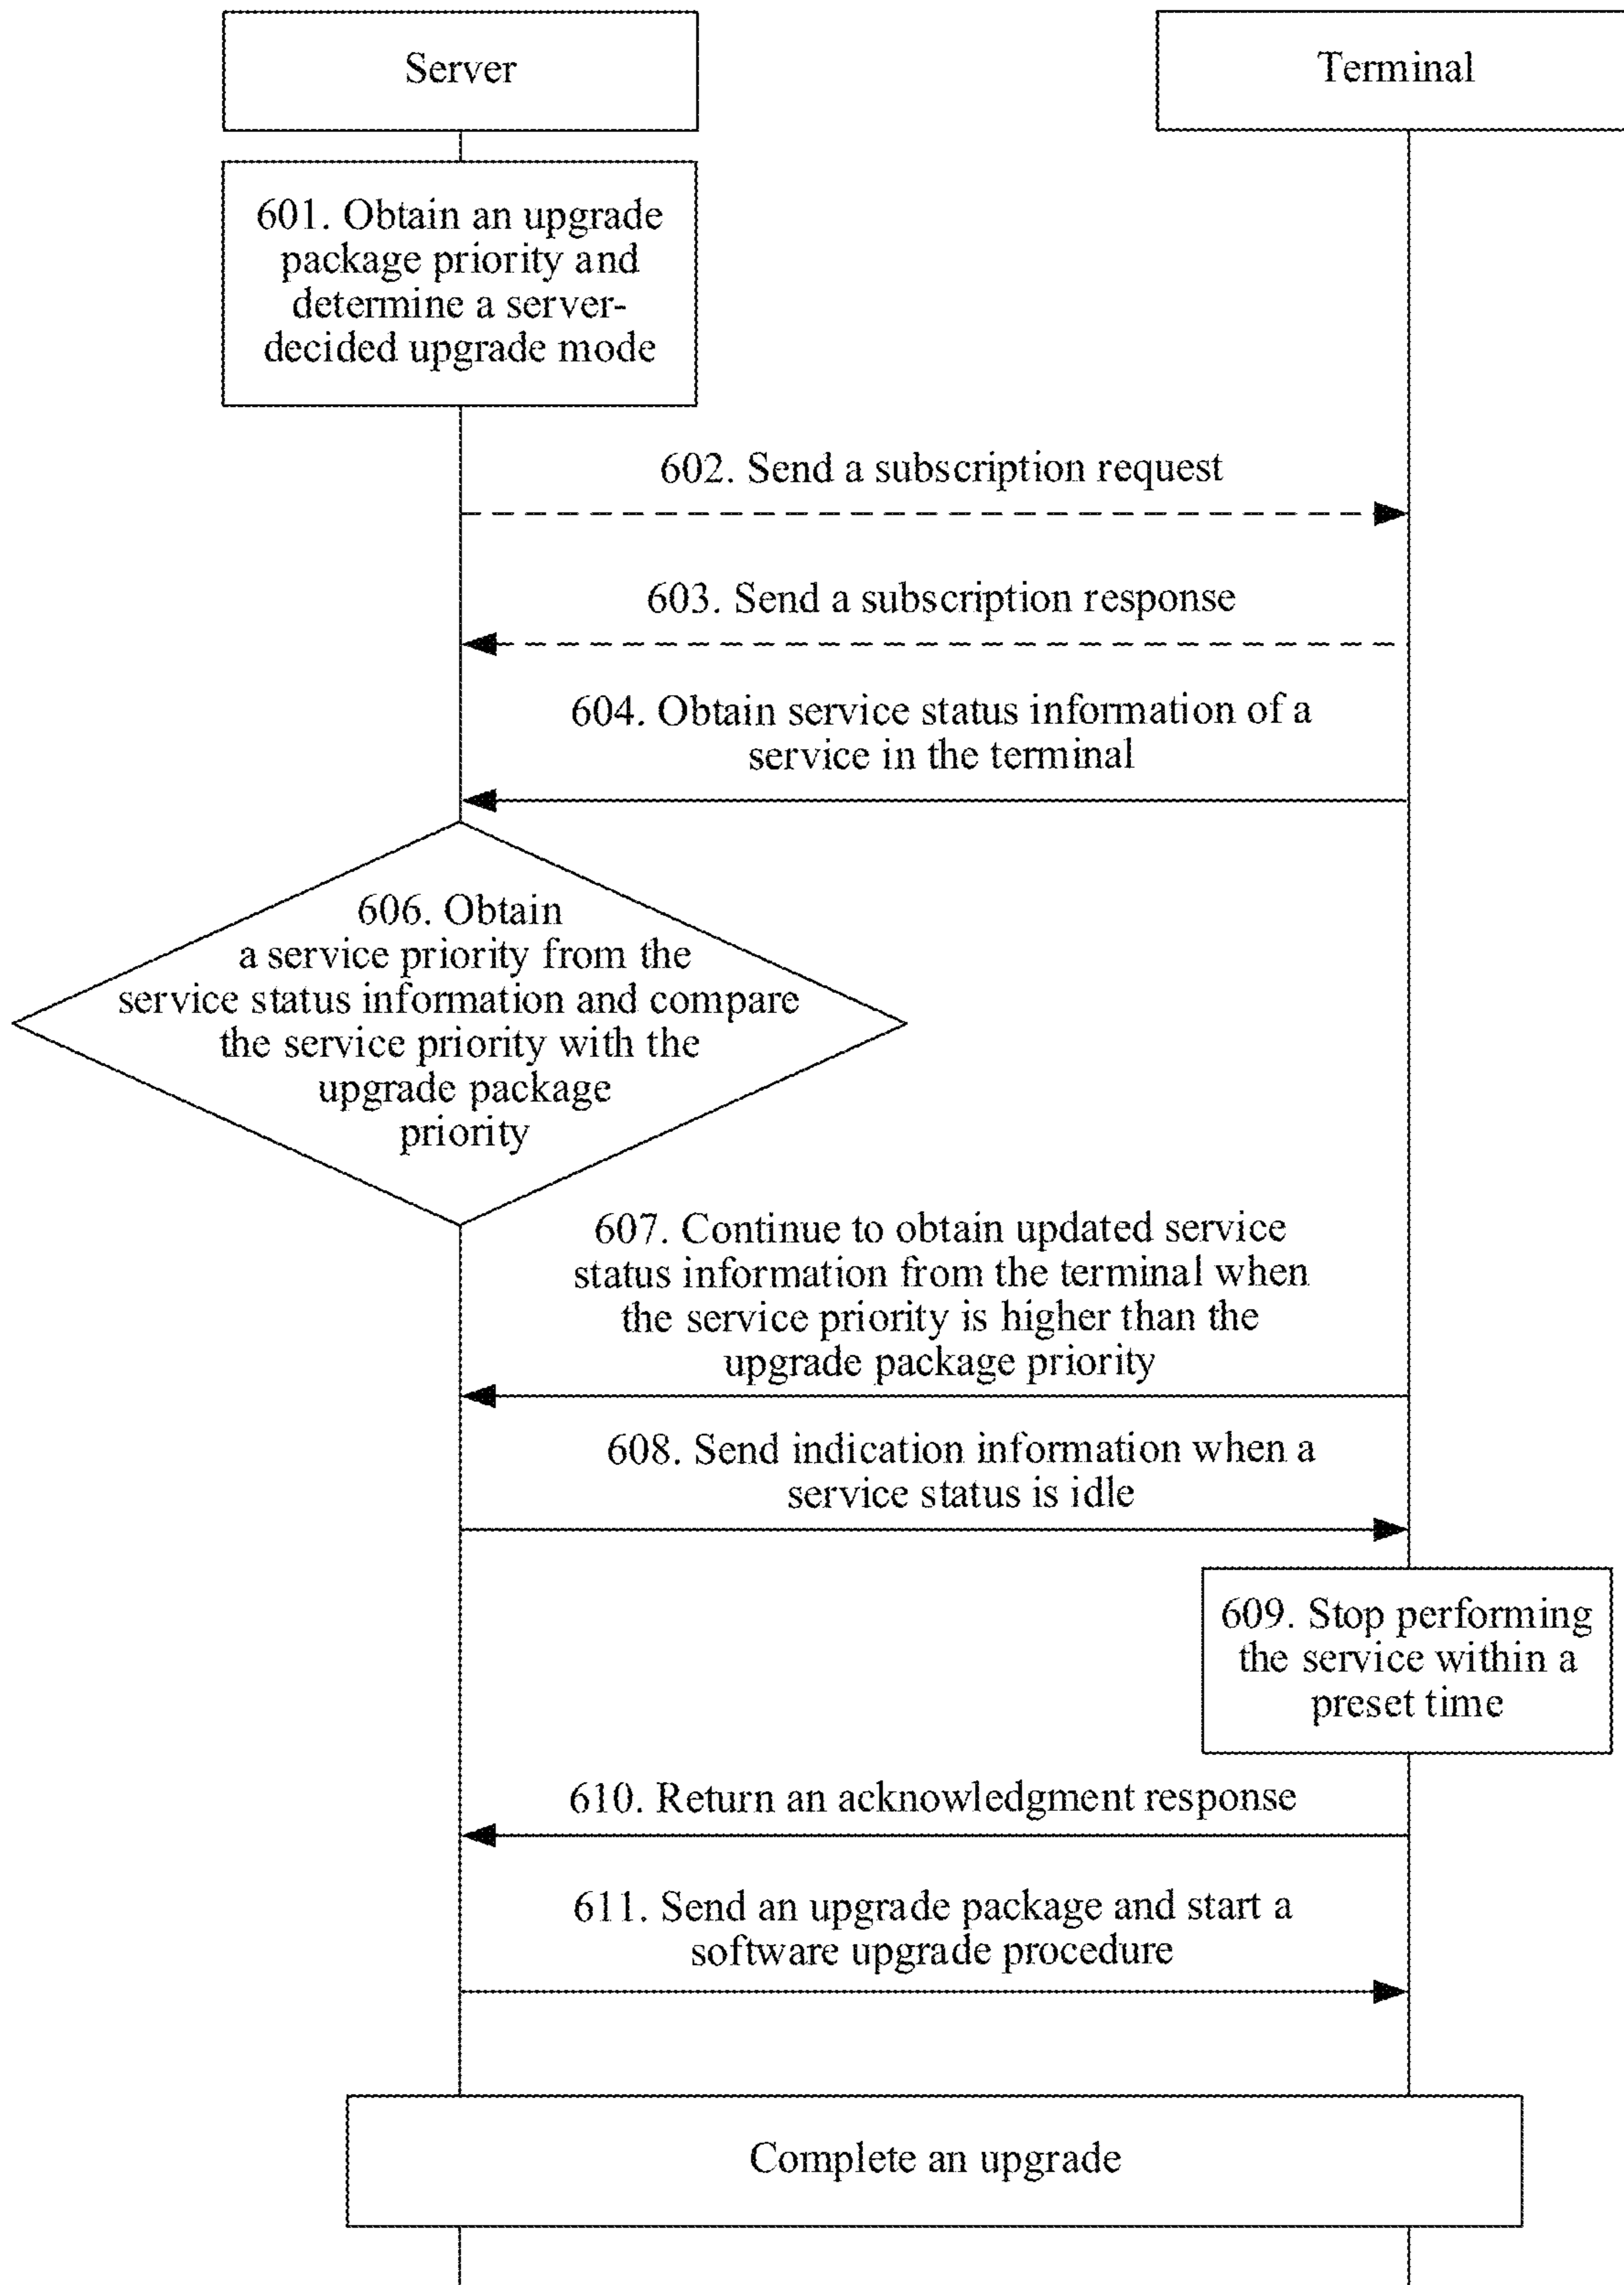 Server
Terminal
601. Obtain an upgrade
package priority and
determine a server-
decided upgrade mode
602. Send a subscription request
603. Send a subscription response
604. Obtain service status information of a
service in the terminal
606. Obtain
a service priority from the
service status information and compare
the service priority with the
upgrade package
priority
607. Continue to obtain updated service
status information from the terminal when
the service priority is higher than the
upgrade package priority
608. Send indication information when a
service status is idle
609. Stop performing
the service within a
preset time
610. Return an acknowledgment response
611. Send an upgrade package and start a
software upgrade procedure
Complete an upgrade